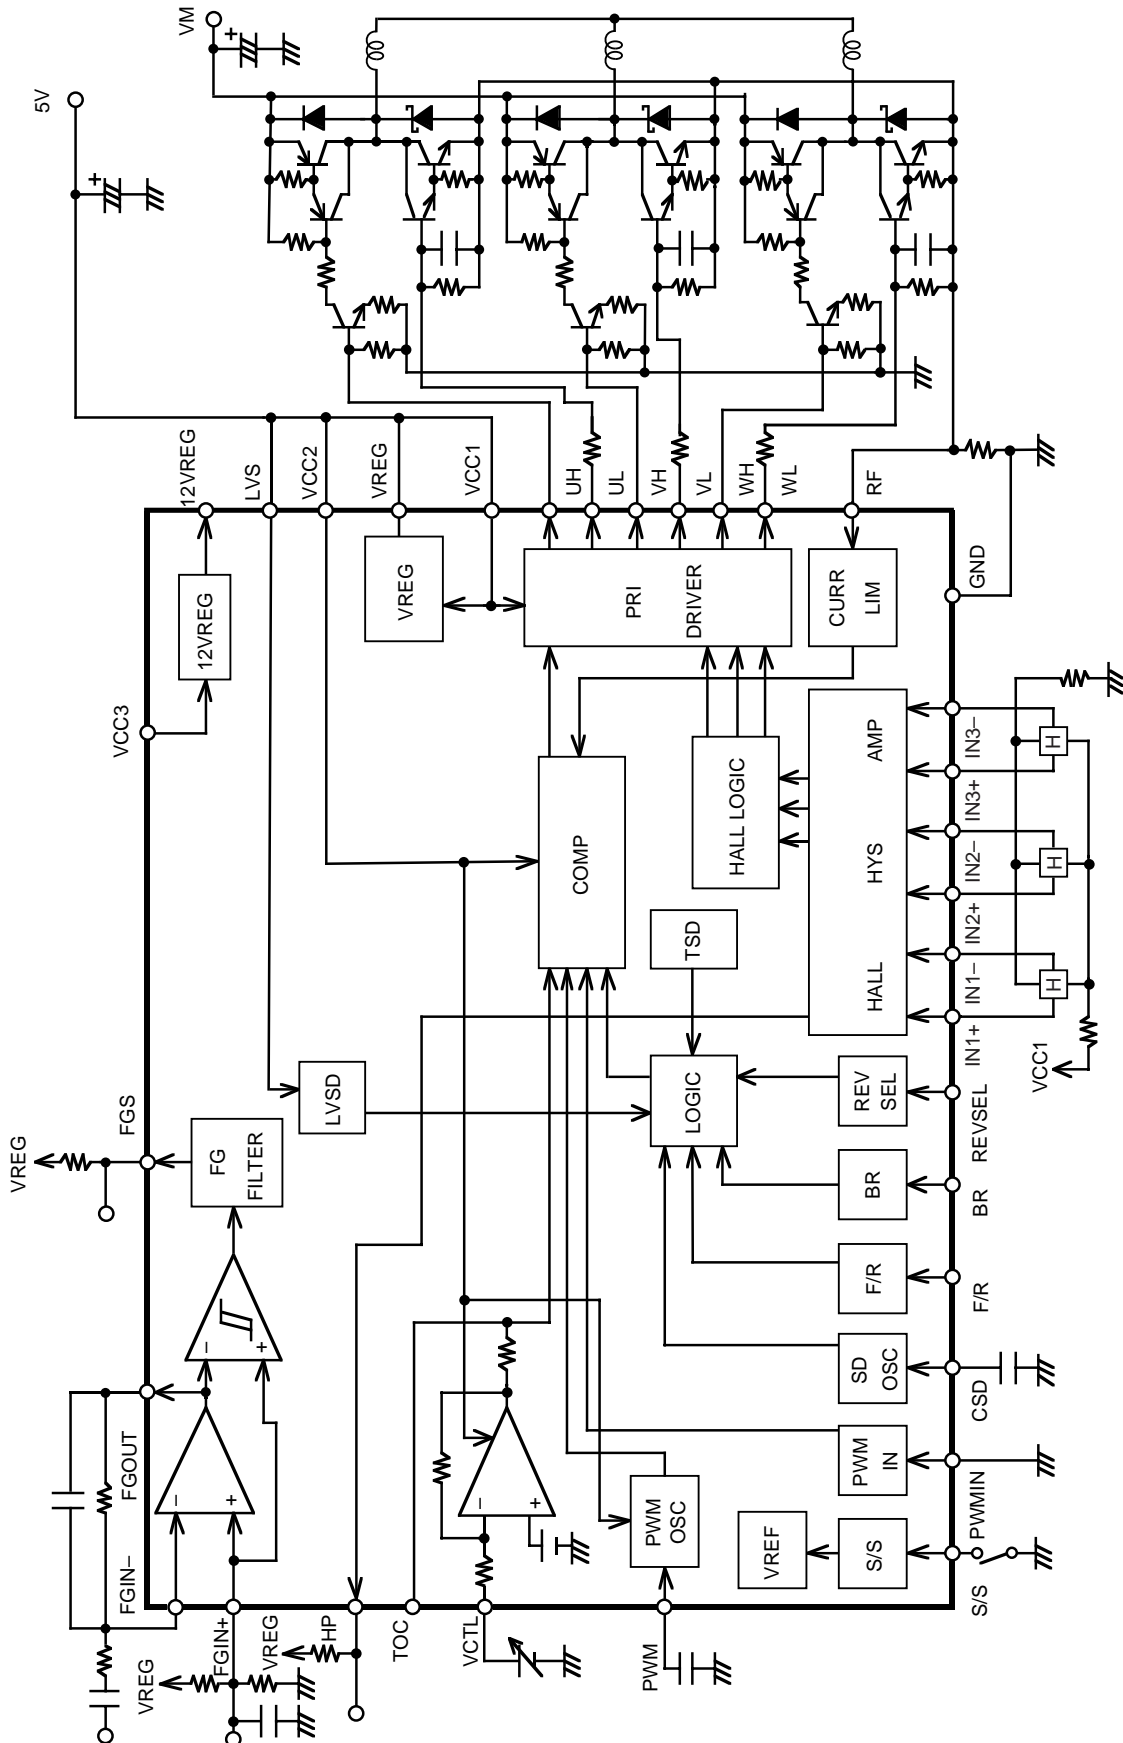 VREG
FGIN–
FGOUT
FGS
VCC3
12VREG
5V
VM
+
+
LVS
VCC2
VREG
VCC1
UH
UL
VH
VL
WH
WL
RF
GND
–
+
–
+
FG
FILTER
LVSD
12VREG
VREG
PRI
DRIVER
CURR
LIM
COMP
HALL LOGIC
TSD
LOGIC
HALL
HYS
AMP
–
+
PWM
OSC
VREF
S/S
PWM
IN
SD
OSC
F/R
BR
REV
SEL
VREG
FGIN+
VREG
HP
TOC
VCTL
PWM
S/S
PWMIN
CSD
F/R
BR
REVSEL
IN1+
IN1–
IN2+
IN2–
IN3+
IN3–
VCC1
H
H
H